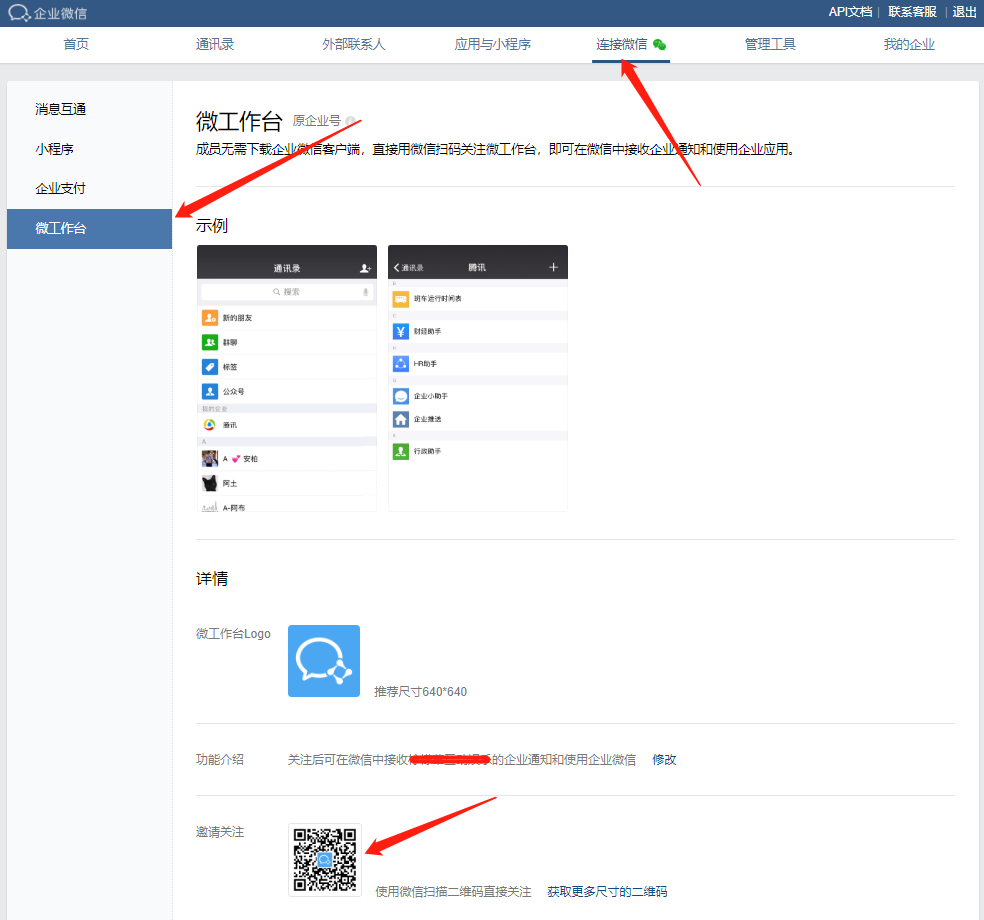 企业微信
API文档 | 联系客服 | 退出
首页 通讯录 外部联系人 应用与小程序 连接微信 管理工具 我的企业
消息互通
小程序
企业支付
微工作台
微工作台 原企业号
成员无需下载企业微信客户端，直接用微信扫码关注微工作台，即可在微信中接收企业通知和使用企业应用。
示例
通讯录
搜索
新的朋友
群聊
标签
公众号
我的企业
腾讯
A
A 安柏
阿土
A-阿布
通讯录 腾讯
班车运行时间表
财经助手
HR助手
企业小助手
企业推送
行政助手
详情
微工作台Logo
推荐尺寸640*640
功能介绍 关注后可在微信中接收 的企业通知和使用企业微信 修改
邀请关注
使用微信扫描二维码直接关注 获取更多尺寸的二维码